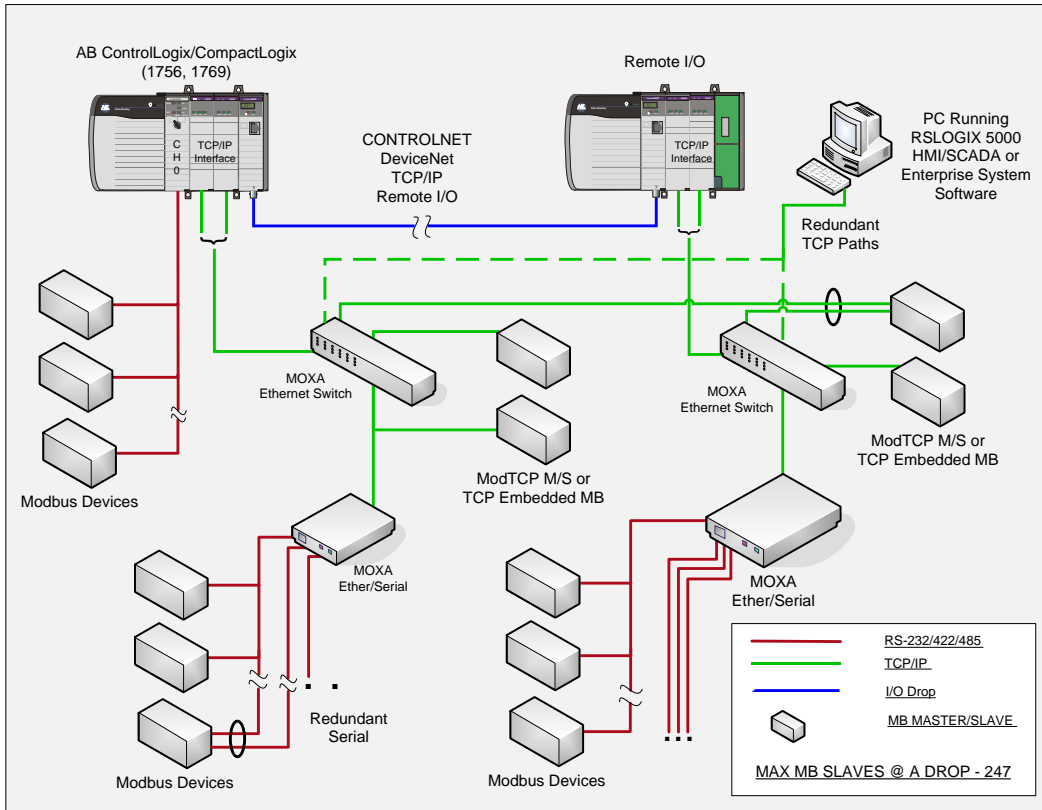 AB ControlLogix/CompactLogix
(1756, 1769)
Remote I/O
C
H
0
TCP/IP
Interface
TCP/IP
Interface
CONTROLNET
DeviceNet
TCP/IP
Remote I/O
PC Running
RSLOGIX 5000
HMI/SCADA or
Enterprise System
Software
Redundant
TCP Paths
MOXA
Ethernet Switch
MOXA
Ethernet Switch
ModTCP M/S or
TCP Embedded MB
ModTCP M/S or
TCP Embedded MB
Modbus Devices
MOXA
Ether/Serial
MOXA
Ether/Serial
Redundant
Serial
Modbus Devices
Modbus Devices
RS-232/422/485
TCP/IP
I/O Drop
MB MASTER/SLAVE
MAX MB SLAVES @ A DROP - 247